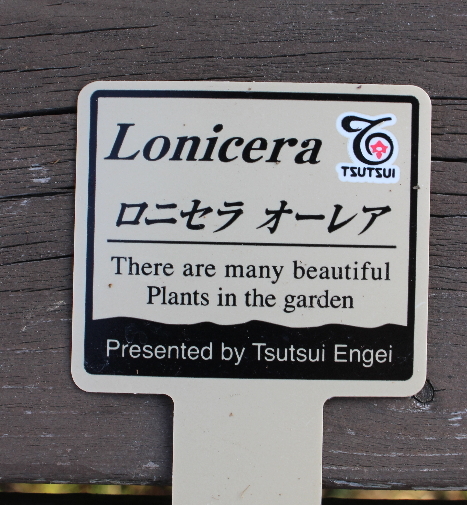 Lonicera
TSUTSUI
ロニセラ オーレア
There are many beautiful
Plants in the garden
Presented by Tsutsui Engei